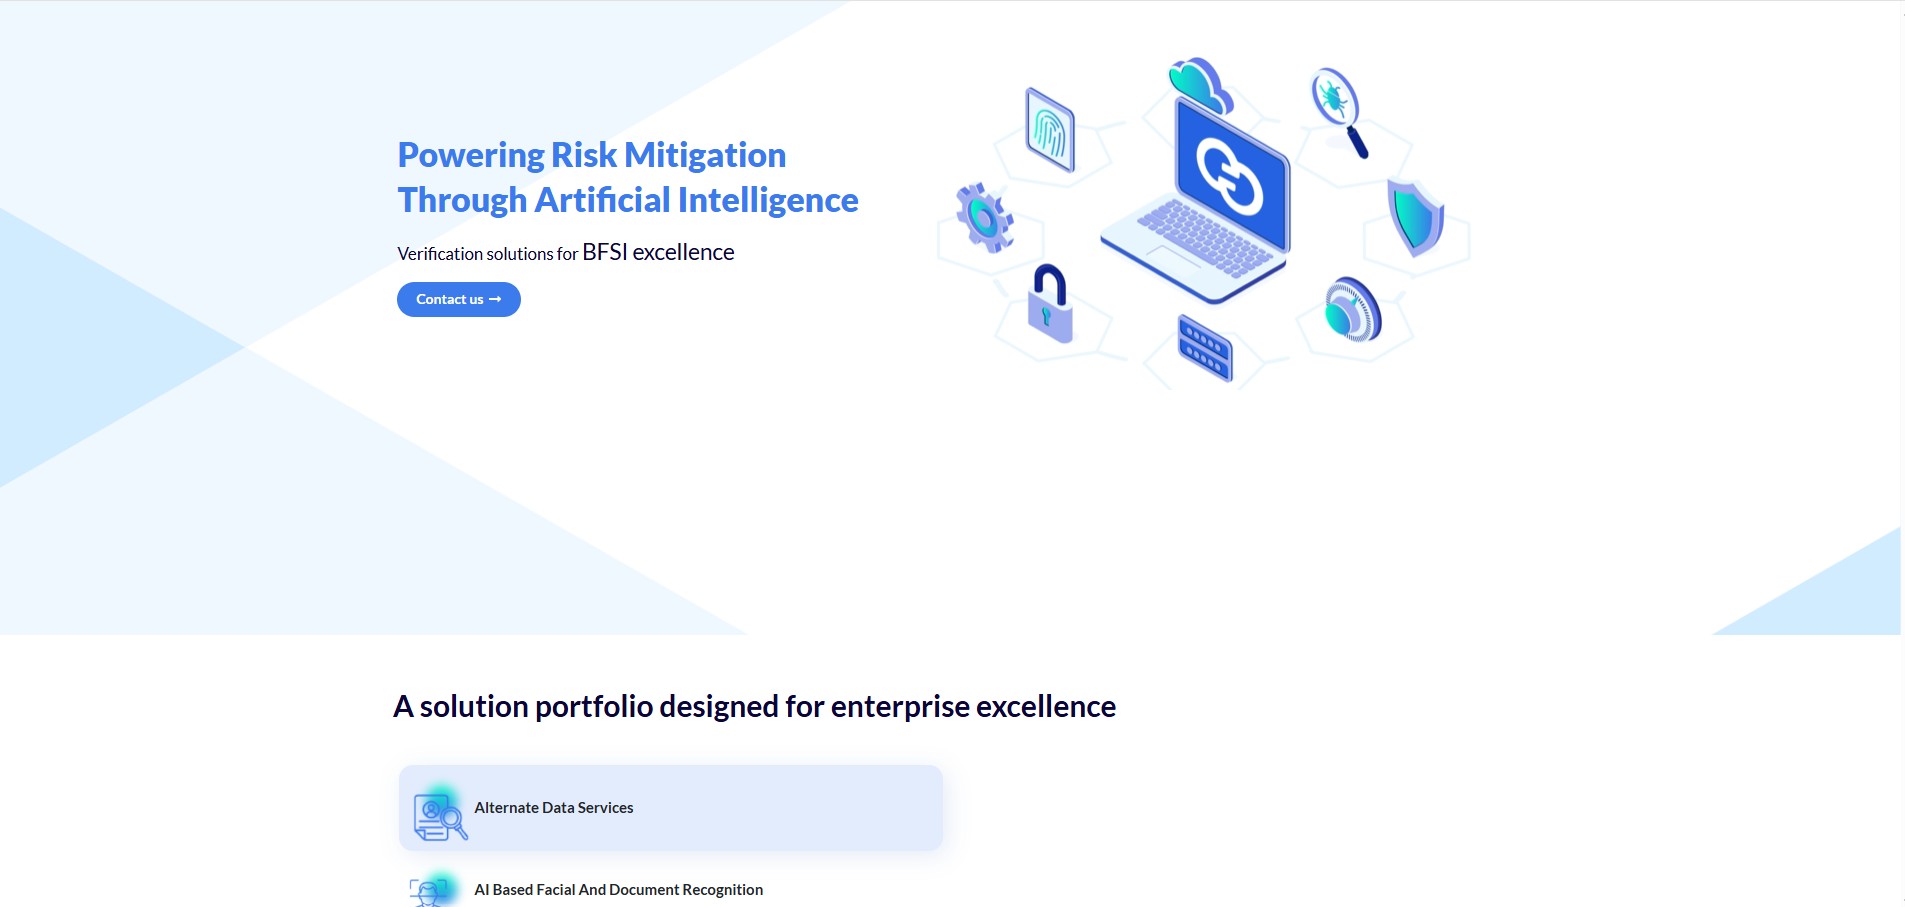 Powering Risk Mitigation
Through Artificial Intelligence
Verification solutions for BFSI excellence
Contact us →
A solution portfolio designed for enterprise excellence
Alternate Data Services
AI Based Facial And Document Recognition